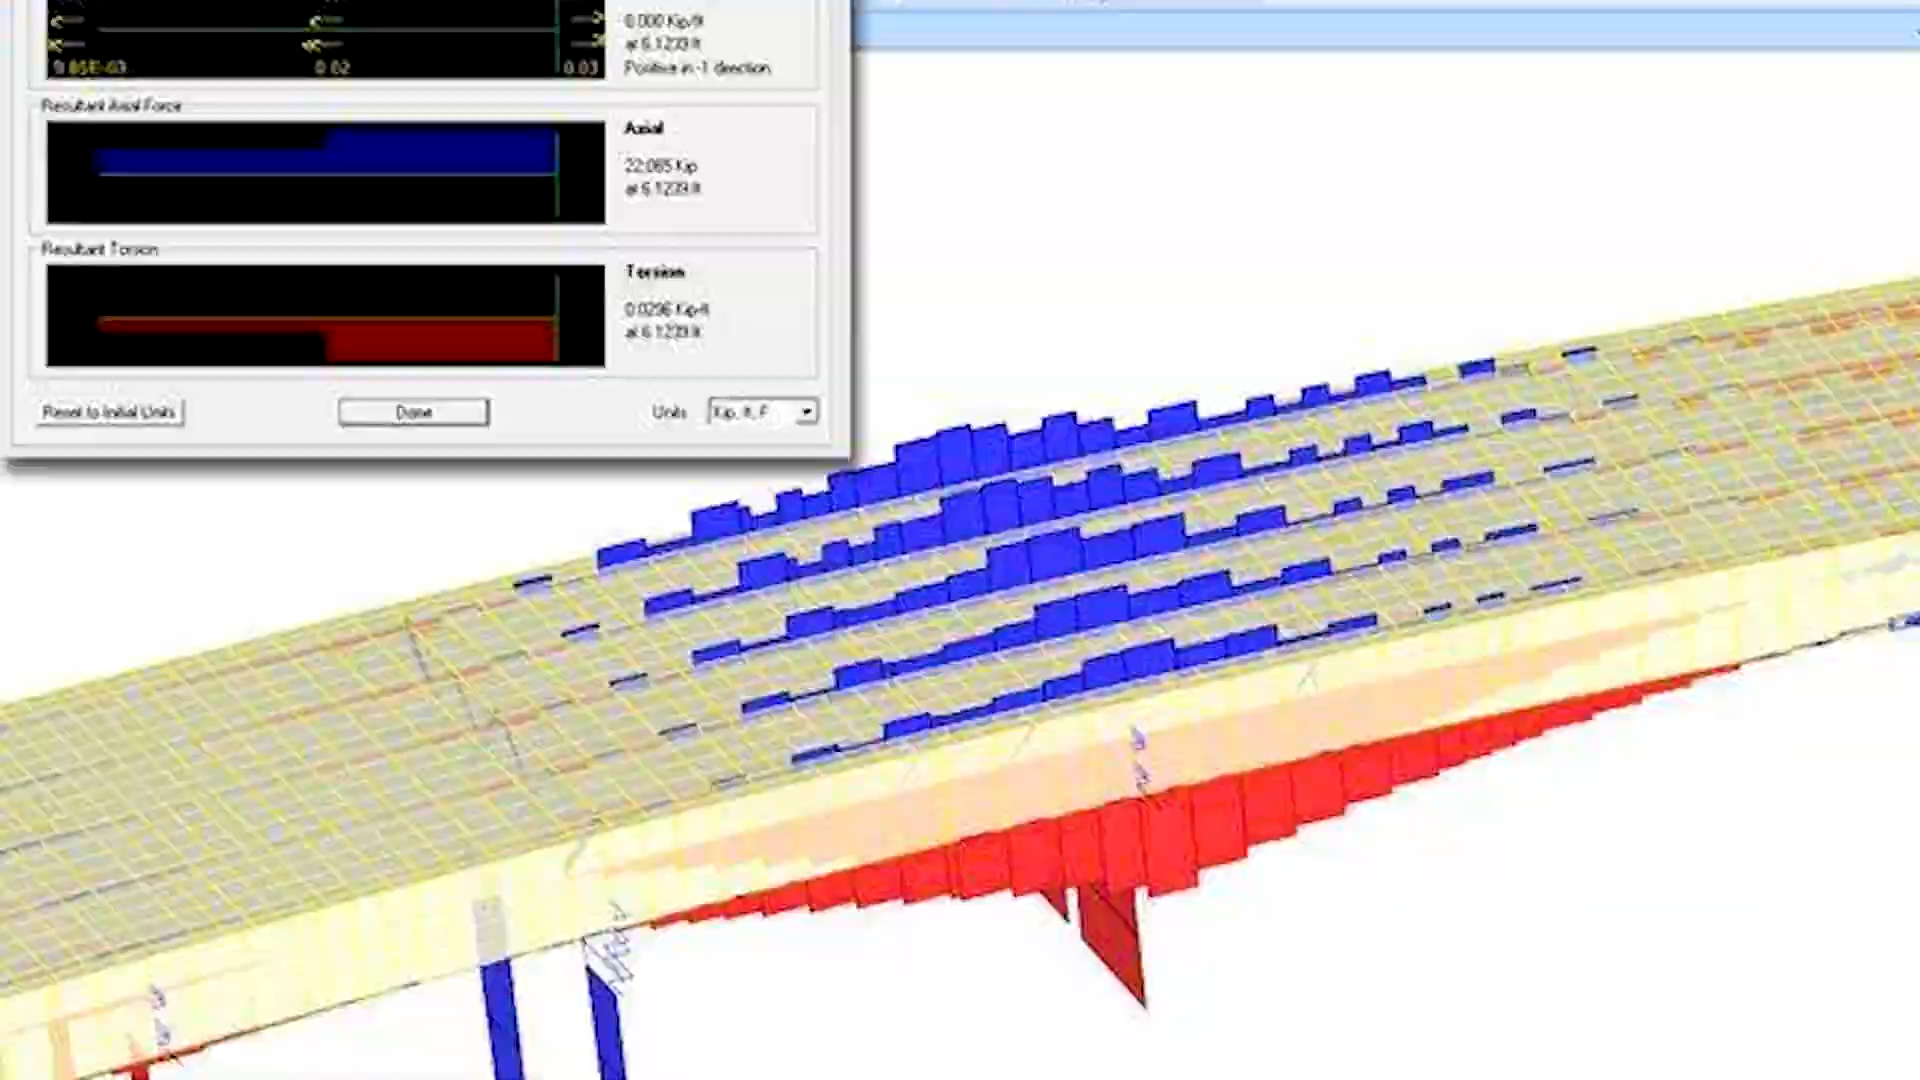 0.000 Kip/ft
at 6.1239 ft
9.85E-03 0.02 0.03 Positive in -1 direction
Resultant Axial Force
Axial
22.085 Kip
at 6.1239 ft
Resultant Torsion
Torsion
0.0296 Kip-ft
at 6.1239 ft
Reset to Initial Units Done Units Kip, ft, F